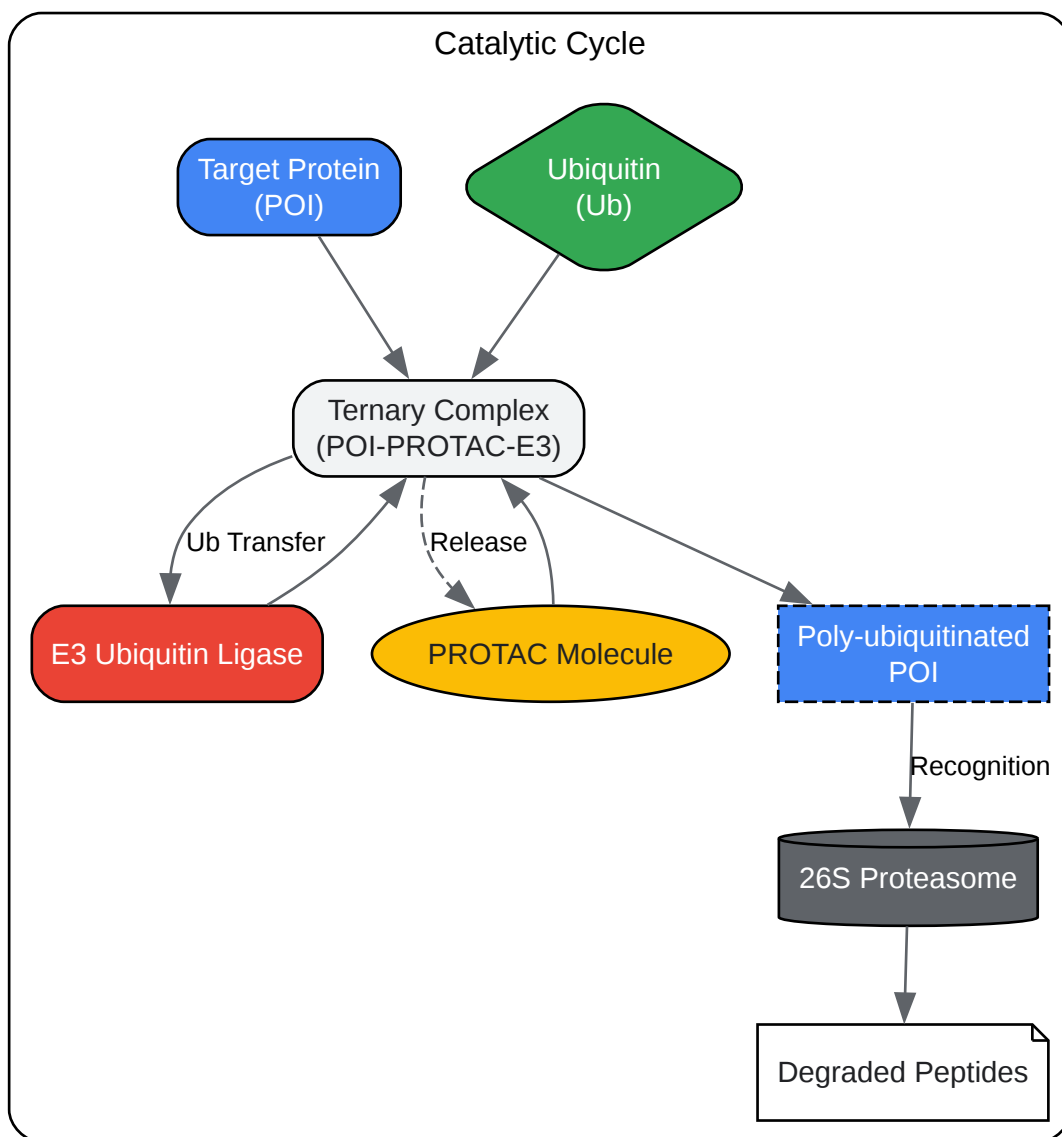 Catalytic Cycle
Target Protein
(POI)
Ubiquitin
(Ub)
Ternary Complex
(POI-PROTAC-E3)
Ub Transfer
Release
E3 Ubiquitin Ligase
PROTAC Molecule
Poly-ubiquitinated
POI
Recognition
26S Proteasome
Degraded Peptides